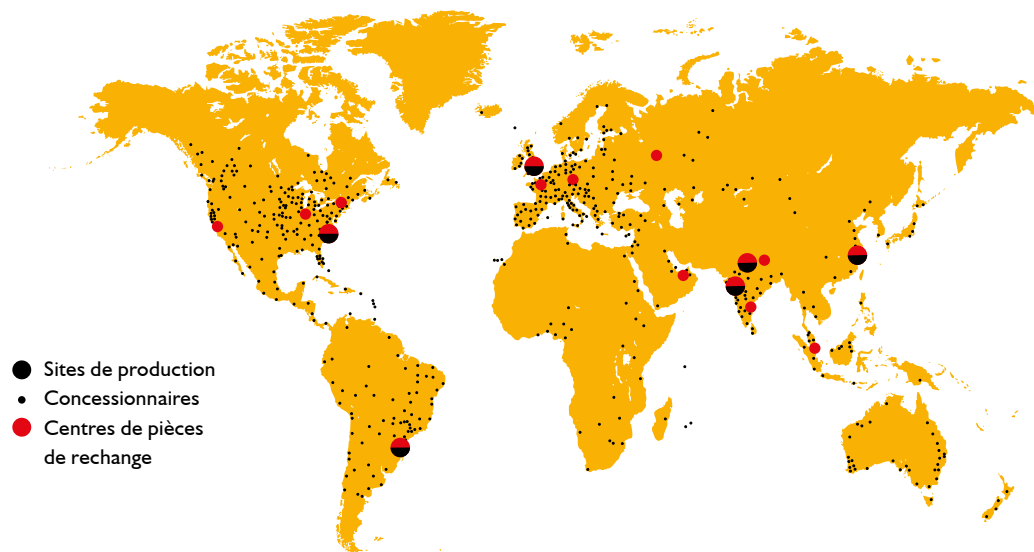 Sites de production
Concessionnaires
Centres de pièces
de rechange